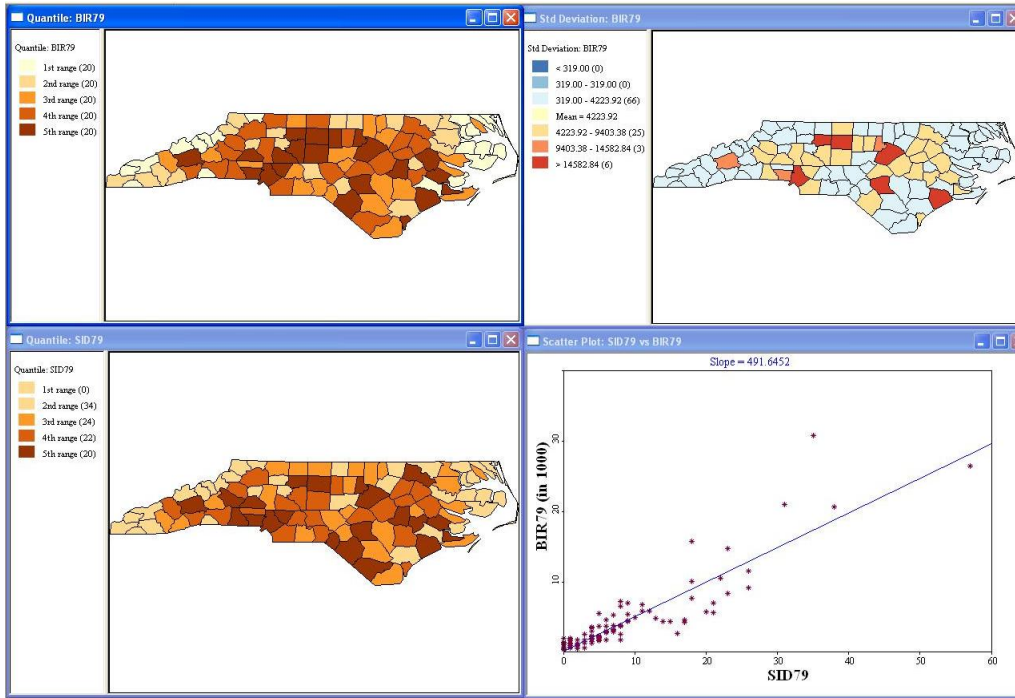 Quantile: BIR79
Quantile: BIR79
1st range (20)
2nd range (20)
3rd range (20)
4th range (20)
5th range (20)
Std Deviation: BIR79
Std Deviation: BIR79
< 319.00 (0)
319.00 - 319.00 (0)
319.00 - 4223.92 (66)
Mean = 4223.92
4223.92 - 9403.38 (25)
9403.38 - 14582.84 (3)
> 14582.84 (6)
Quantile: SID79
Quantile: SID79
1st range (0)
2nd range (34)
3rd range (24)
4th range (22)
5th range (20)
Scatter Plot: SID79 vs BIR79
Slope = 491.6452
BIR79 (in 1000)
30
20
10
0 10 20 30 40 50 60
SID79